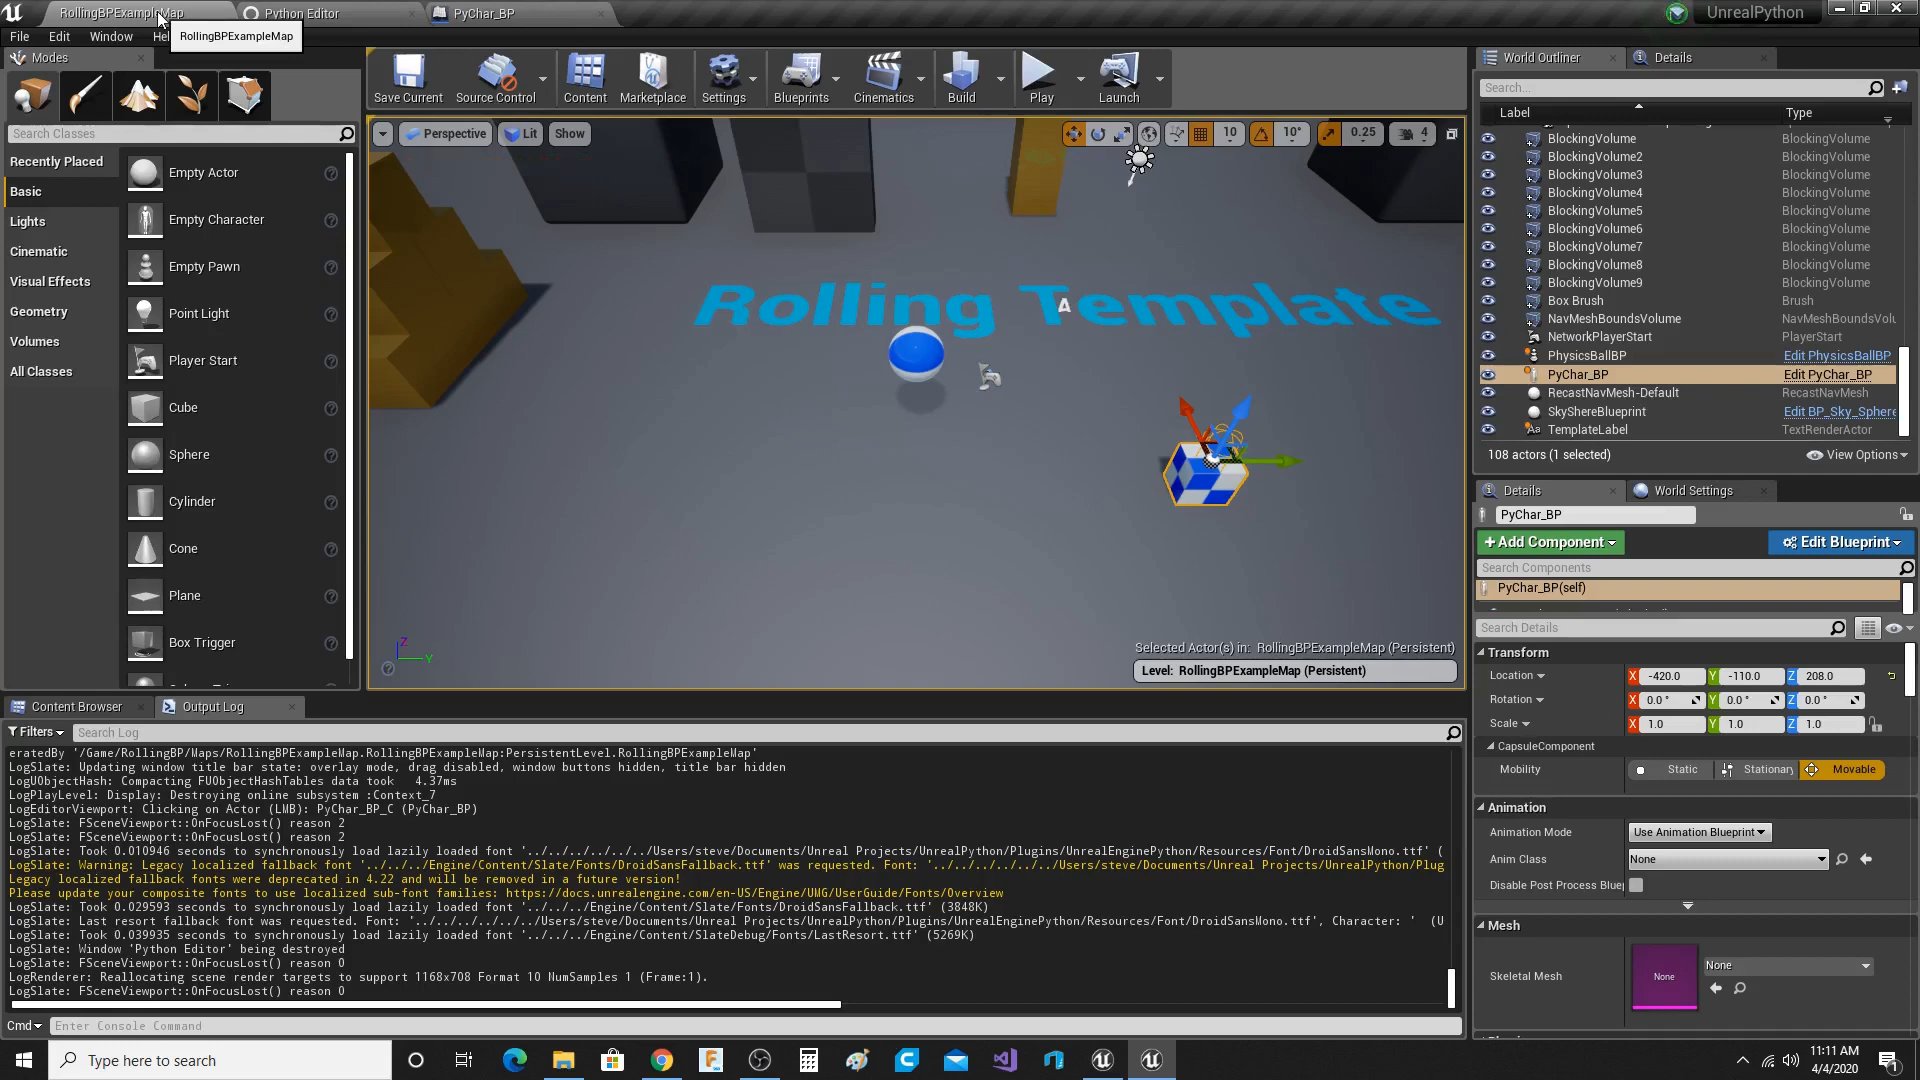 RollingBPExampleMap
Python Editor
PyChar_BP
UnrealPython
File
Edit
Window
Hel
RollingBPExampleMap
Modes
Search Classes
Recently Placed
Basic
Lights
Cinematic
Visual Effects
Geometry
Volumes
All Classes
Empty Actor
Empty Character
Empty Pawn
Point Light
Player Start
Cube
Sphere
Cylinder
Cone
Plane
Box Trigger
Save Current
Source Control
Content
Marketplace
Settings
Blueprints
Cinematics
Build
Play
Launch
Perspective
Lit
Show
10
10°
0.25
4
Rolling Template
A
Z
Y
Selected Actor(s) in: RollingBPExampleMap (Persistent)
Level: RollingBPExampleMap (Persistent)
World Outliner
Details
Search...
Label
Type
BlockingVolume BlockingVolume
BlockingVolume2 BlockingVolume
BlockingVolume3 BlockingVolume
BlockingVolume4 BlockingVolume
BlockingVolume5 BlockingVolume
BlockingVolume6 BlockingVolume
BlockingVolume7 BlockingVolume
BlockingVolume8 BlockingVolume
BlockingVolume9 BlockingVolume
Box Brush Brush
NavMeshBoundsVolume NavMeshBoundsVolu
NetworkPlayerStart PlayerStart
PhysicsBallBP Edit PhysicsBallBP
PyChar_BP Edit PyChar_BP
RecastNavMesh-Default RecastNavMesh
SkyShereBlueprint Edit BP_Sky_Sphere
TemplateLabel TextRenderActor
108 actors (1 selected)
View Options
Details
World Settings
PyChar_BP
+Add Component
Edit Blueprint
Search Components
PyChar_BP(self)
Search Details
Transform
Location X -420.0 Y -110.0 Z 208.0
Rotation X 0.0 ° Y 0.0 ° Z 0.0 °
Scale X 1.0 Y 1.0 Z 1.0
CapsuleComponent
Mobility Static Stationary Movable
Animation
Animation Mode Use Animation Blueprint
Anim Class None
Disable Post Process Bluep
Mesh
Skeletal Mesh None None
Content Browser
Output Log
Filters
Search Log
eratedBy '/Game/RollingBP/Maps/RollingBPExampleMap.RollingBPExampleMap:PersistentLevel.RollingBPExampleMap'
LogSlate: Updating window title bar state: overlay mode, drag disabled, window buttons hidden, title bar hidden
LogUObjectHash: Compacting FUObjectHashTables data took 4.37ms
LogPlayLevel: Display: Destroying online subsystem :Context_7
LogEditorViewport: Clicking on Actor (LMB): PyChar_BP_C (PyChar_BP)
LogSlate: FSceneViewport::OnFocusLost() reason 2
LogSlate: FSceneViewport::OnFocusLost() reason 2
LogSlate: Took 0.010946 seconds to synchronously load lazily loaded font '../../../../../../Users/steve/Documents/Unreal Projects/UnrealPython/Plugins/UnrealEnginePython/Resources/Font/DroidSansMono.ttf' (
LogSlate: Warning: Legacy localized fallback font '../../../Engine/Content/Slate/Fonts/DroidSansFallback.ttf' was requested. Font: '../../../../../../Users/steve/Documents/Unreal Projects/UnrealPython/Plug
Legacy localized fallback fonts were deprecated in 4.22 and will be removed in a future version!
Please update your composite fonts to use localized sub-font families: https://docs.unrealengine.com/en-US/Engine/UMG/UserGuide/Fonts/Overview
LogSlate: Took 0.029593 seconds to synchronously load lazily loaded font '../../../Engine/Content/Slate/Fonts/DroidSansFallback.ttf' (3848K)
LogSlate: Last resort fallback font was requested. Font: '../../../../../../Users/steve/Documents/Unreal Projects/UnrealPython/Plugins/UnrealEnginePython/Resources/Font/DroidSansMono.ttf', Character: ' (U
LogSlate: Took 0.039935 seconds to synchronously load lazily loaded font '../../../Engine/Content/SlateDebug/Fonts/LastResort.ttf' (5269K)
LogSlate: Window 'Python Editor' being destroyed
LogSlate: FSceneViewport::OnFocusLost() reason 0
LogRenderer: Reallocating scene render targets to support 1168x708 Format 10 NumSamples 1 (Frame:1).
LogSlate: FSceneViewport::OnFocusLost() reason 0
Cmd
Enter Console Command
Type here to search
11:11 AM
4/4/2020
1